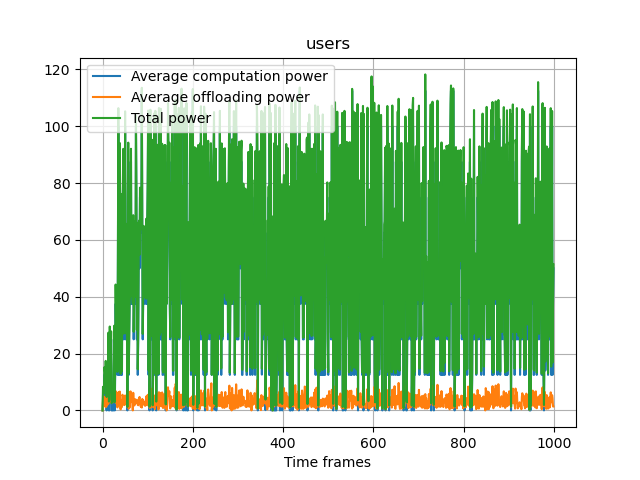 users
Average computation power
Average offloading power
Total power
120
100
80
60
40
20
0
0 200 400 600 800 1000
Time frames